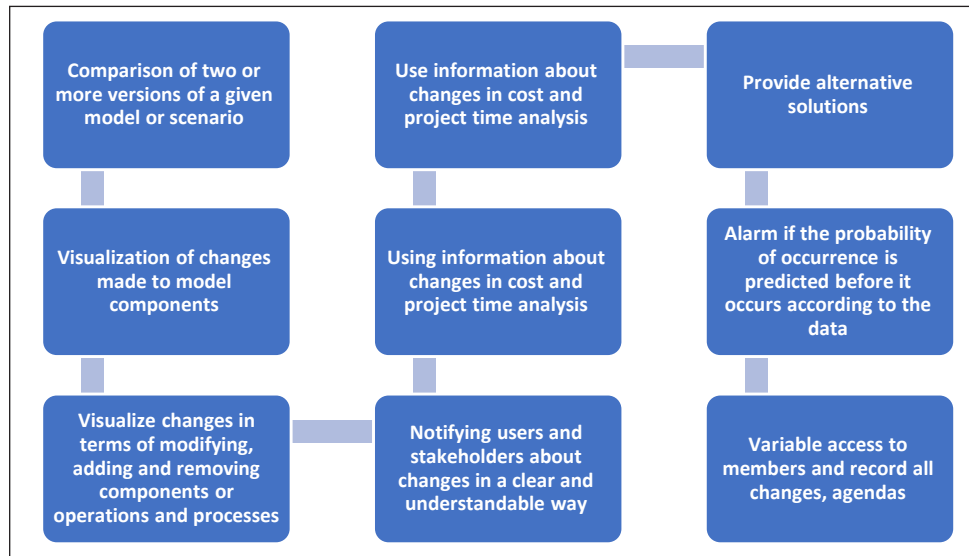 Comparison of two or
more versions of a given
model or scenario
Visualization of changes
made to model
components
Visualize changes in
terms of modifying,
adding and removing
components or
operations and processes
Notifying users and
stakeholders about
changes in a clear and
understandable way
Using information about
changes in cost and
project time analysis
Use information about
changes in cost and
project time analysis
Provide alternative
solutions
Alarm if the probability
of occurrence is
predicted before it
occurs according to the
data
Variable access to
members and record all
changes, agendas